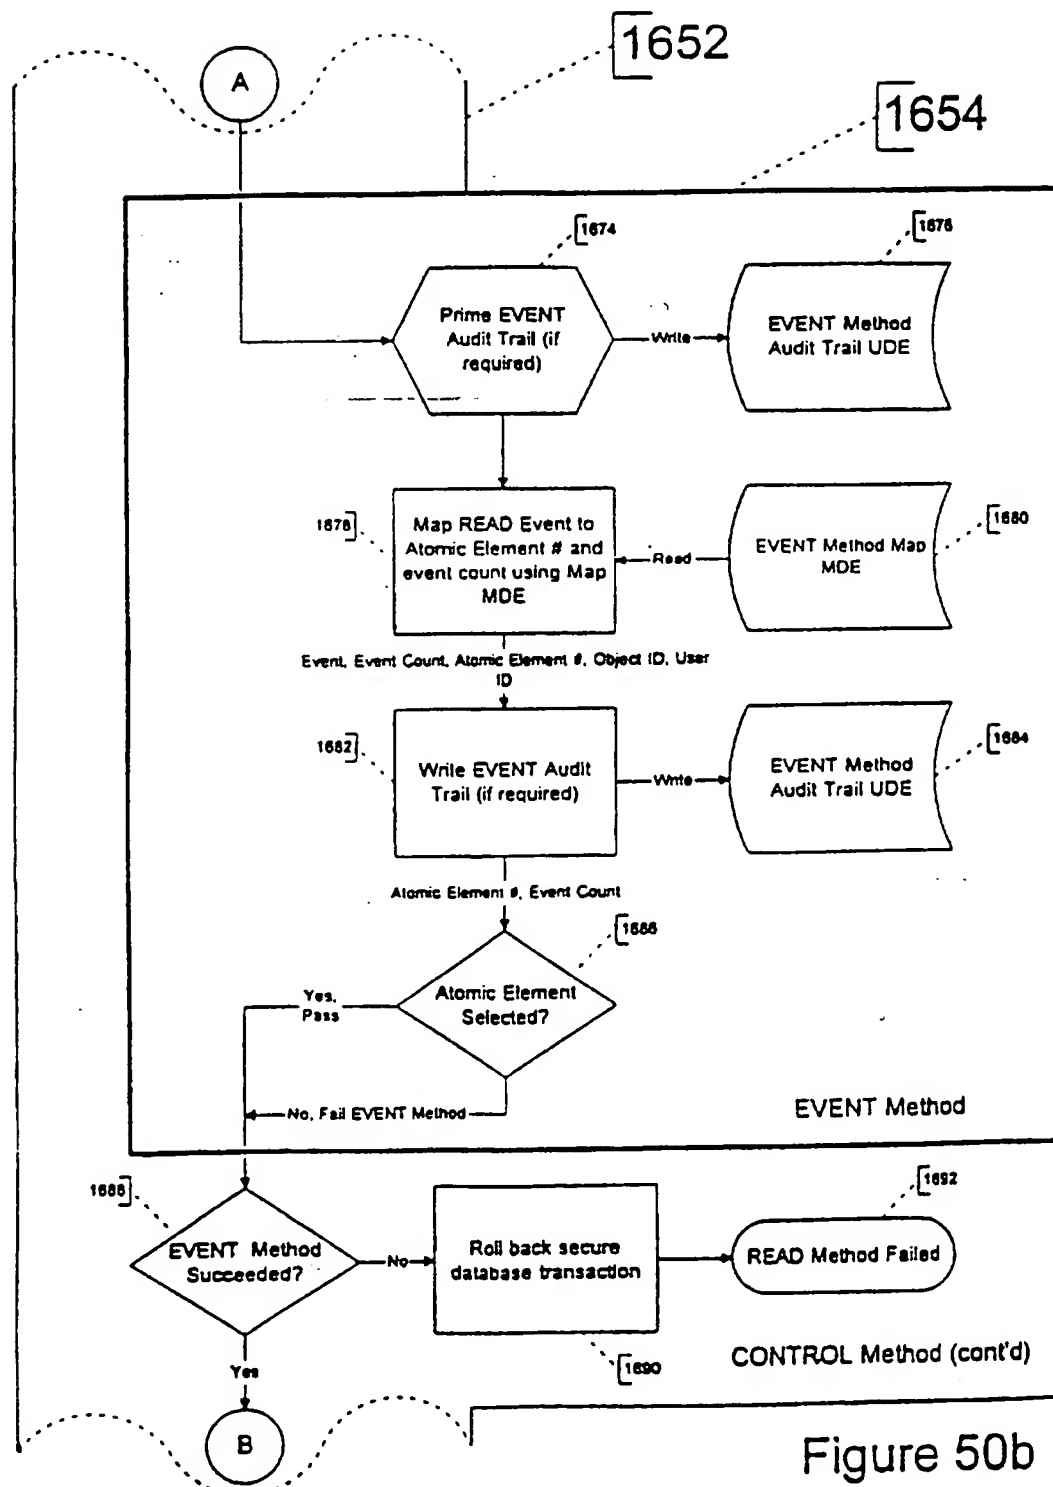 1652
A
1654
1674
1676
Prime EVENT
Audit Trail (if
required)
Write
EVENT Method
Audit Trail UDE
1678
Map READ Event to
Atomic Element # and
event count using Map
MDE
Read
EVENT Method Map
MDE
1680
Event, Event Count, Atomic Element #, Object ID, User
ID
1682
Write EVENT Audit
Trail (if required)
Write
EVENT Method
Audit Trail UDE
1684
Atomic Element #, Event Count
1686
Atomic Element
Selected?
Yes,
Pass
No, Fail EVENT Method
EVENT Method
1688
EVENT Method
Succeeded?
No
Roll back secure
database transaction
1690
READ Method Failed
1692
Yes
CONTROL Method (cont'd)
B
Figure 50b